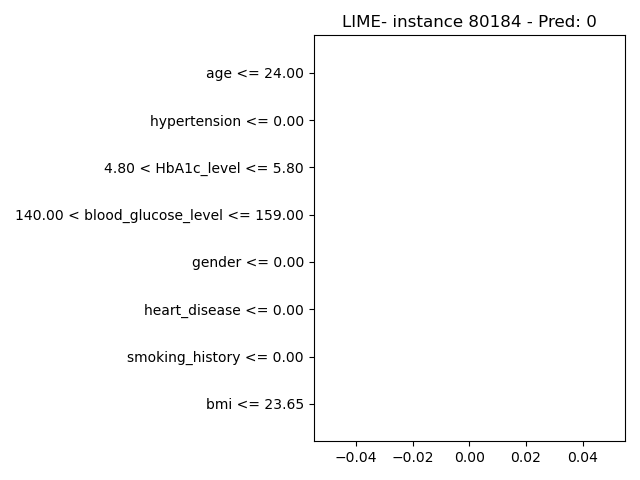 LIME- instance 80184 - Pred: 0
age <= 24.00
hypertension <= 0.00
4.80 < HbA1c_level <= 5.80
140.00 < blood_glucose_level <= 159.00
gender <= 0.00
heart_disease <= 0.00
smoking_history <= 0.00
bmi <= 23.65
−0.04 −0.02 0.00 0.02 0.04